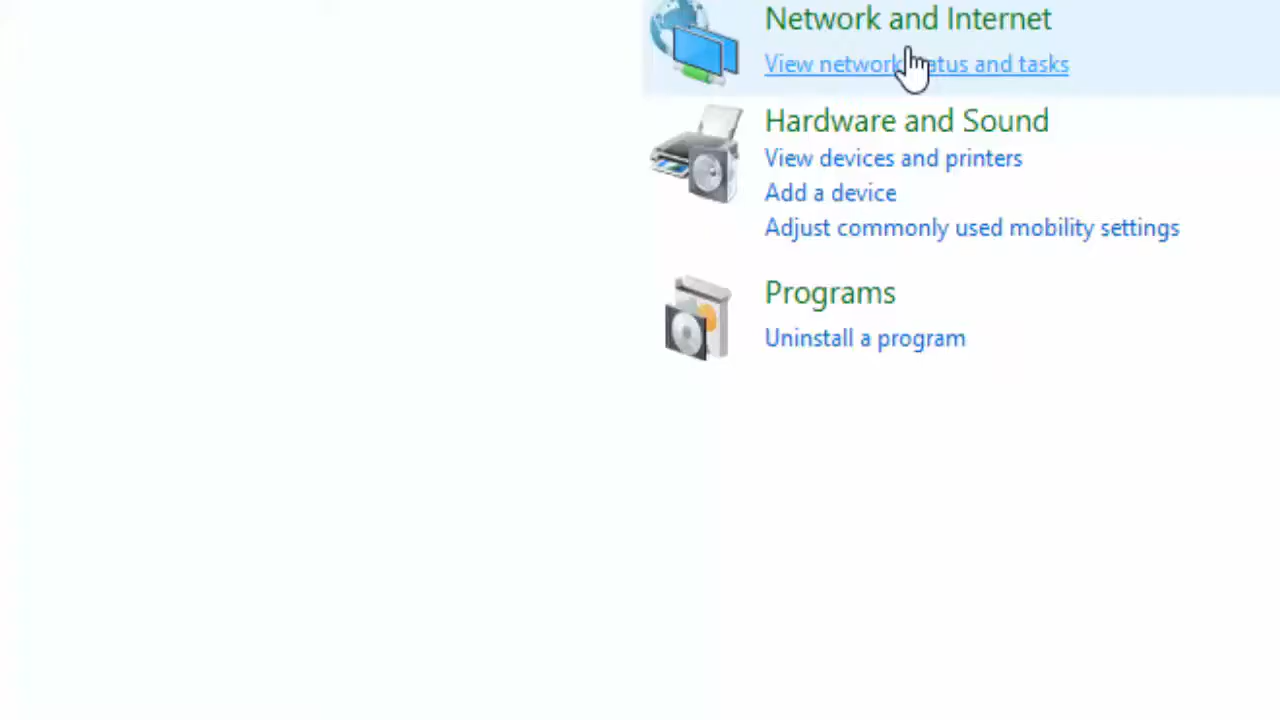 Network and Internet
View network status and tasks
Hardware and Sound
View devices and printers
Add a device
Adjust commonly used mobility settings
Programs
Uninstall a program